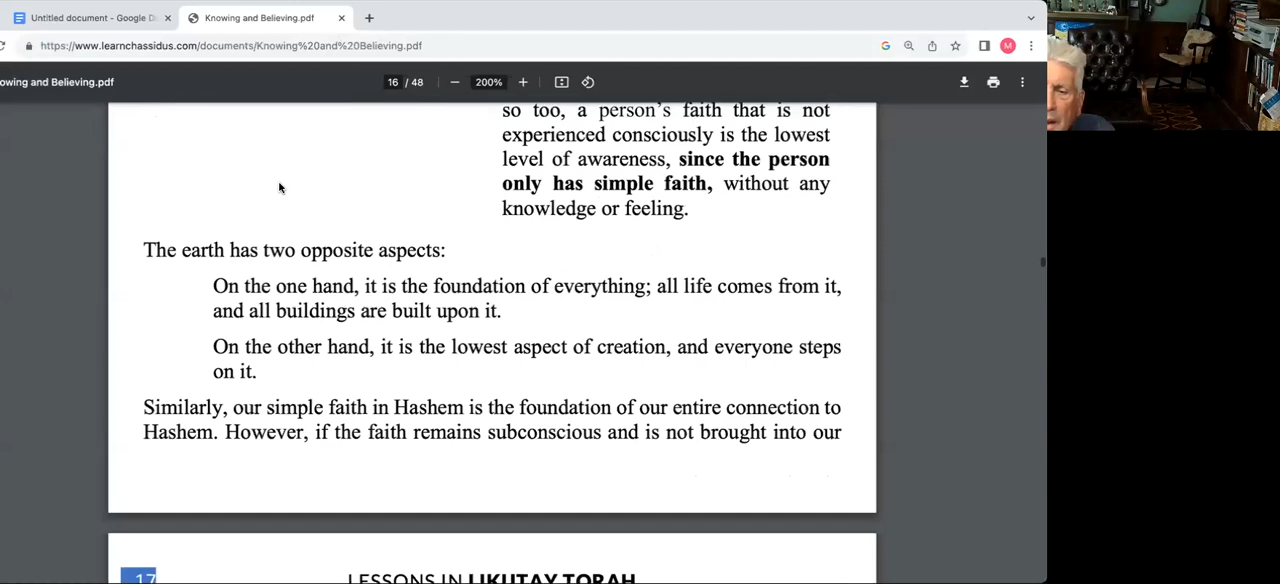 Untitled document - Google D
Knowing and Believing.pdf
https://www.learnchassidus.com/documents/Knowing%20and%20Believing.pdf
M
owing and Believing.pdf
16 / 48
200%
so too, a person's faith that is not
experienced consciously is the lowest
level of awareness, since the person
only has simple faith, without any
knowledge or feeling.
The earth has two opposite aspects:
On the one hand, it is the foundation of everything; all life comes from it,
and all buildings are built upon it.
On the other hand, it is the lowest aspect of creation, and everyone steps
on it.
Similarly, our simple faith in Hashem is the foundation of our entire connection to
Hashem. However, if the faith remains subconscious and is not brought into our
17
LESSONS IN LIKUTAY TORAH